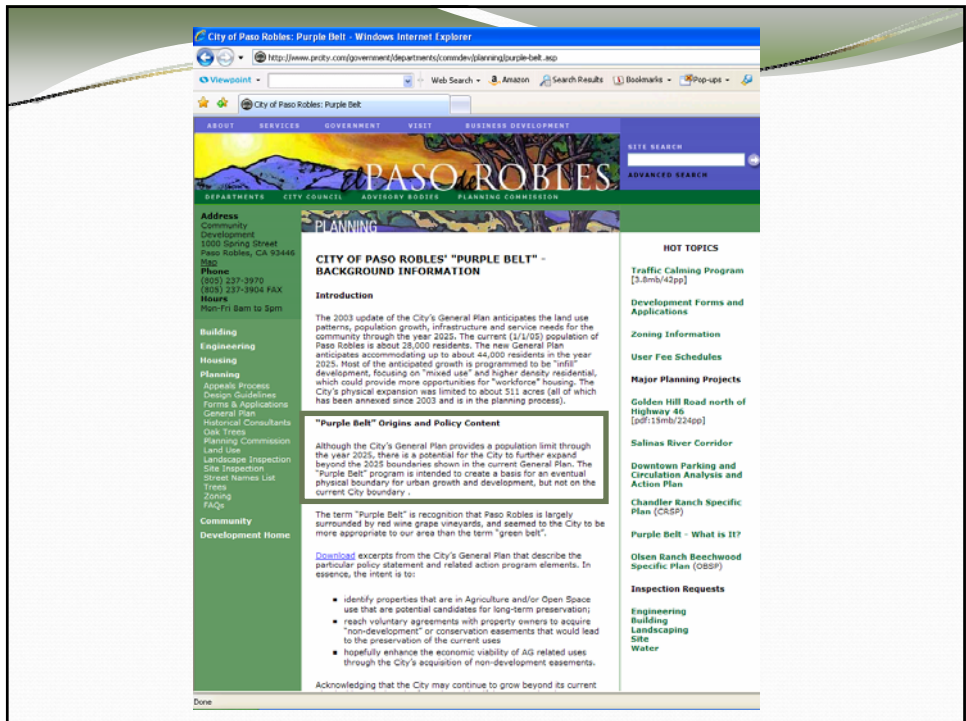 City of Paso Robles: Purple Belt - Windows Internet Explorer
http://www.prcity.com/government/departments/commdev/planning/purple-belt.asp
Viewpoint
Web Search
Amazon
Search Results
Bookmarks
Pop-ups
City of Paso Robles: Purple Belt
ABOUT SERVICES GOVERNMENT VISIT BUSINESS DEVELOPMENT
SITE SEARCH
ADVANCED SEARCH
el PASO de ROBLES
DEPARTMENTS CITY COUNCIL ADVISORY BODIES PLANNING COMMISSION
Address
Community
Development
1000 Spring Street
Paso Robles, CA 93446
Map
Phone
(805) 237-3970
(805) 237-3904 FAX
Hours
Mon-Fri 8am to 5pm
Building
Engineering
Housing
Planning
Appeals Process
Design Guidelines
Forms & Applications
General Plan
Historical Consultants
Oak Trees
Planning Commission
Land Use
Landscape Inspection
Site Inspection
Street Names List
Trees
Zoning
FAQs
Community
Development Home
PLANNING
CITY OF PASO ROBLES' "PURPLE BELT" -
BACKGROUND INFORMATION
Introduction
The 2003 update of the City's General Plan anticipates the land use
patterns, population growth, infrastructure and service needs for the
community through the year 2025. The current (1/1/05) population of
Paso Robles is about 28,000 residents. The new General Plan
anticipates accommodating up to about 44,000 residents in the year
2025. Most of the anticipated growth is programmed to be "infill"
development, focusing on "mixed use" and higher density residential,
which could provide more opportunities for "workforce" housing. The
City's physical expansion was limited to about 511 acres (all of which
has been annexed since 2003 and is in the planning process).
"Purple Belt" Origins and Policy Content
Although the City's General Plan provides a population limit through
the year 2025, there is a potential for the City to further expand
beyond the 2025 boundaries shown in the current General Plan. The
"Purple Belt" program is intended to create a basis for an eventual
physical boundary for urban growth and development, but not on the
current City boundary .
The term "Purple Belt" is recognition that Paso Robles is largely
surrounded by red wine grape vineyards, and seemed to the City to be
more appropriate to our area than the term "green belt".
Download excerpts from the City's General Plan that describe the
particular policy statement and related action program elements. In
essence, the intent is to:
identify properties that are in Agriculture and/or Open Space
use that are potential candidates for long-term preservation;
reach voluntary agreements with property owners to acquire
"non-development" or conservation easements that would lead
to the preservation of the current uses
hopefully enhance the economic viability of AG related uses
through the City's acquisition of non-development easements.
Acknowledging that the City may continue to grow beyond its current
HOT TOPICS
Traffic Calming Program
[3.8mb/42pp]
Development Forms and
Applications
Zoning Information
User Fee Schedules
Major Planning Projects
Golden Hill Road north of
Highway 46
[pdf:15mb/224pp]
Salinas River Corridor
Downtown Parking and
Circulation Analysis and
Action Plan
Chandler Ranch Specific
Plan (CRSP)
Purple Belt - What is It?
Olsen Ranch Beechwood
Specific Plan (OBSP)
Inspection Requests
Engineering
Building
Landscaping
Site
Water
Done